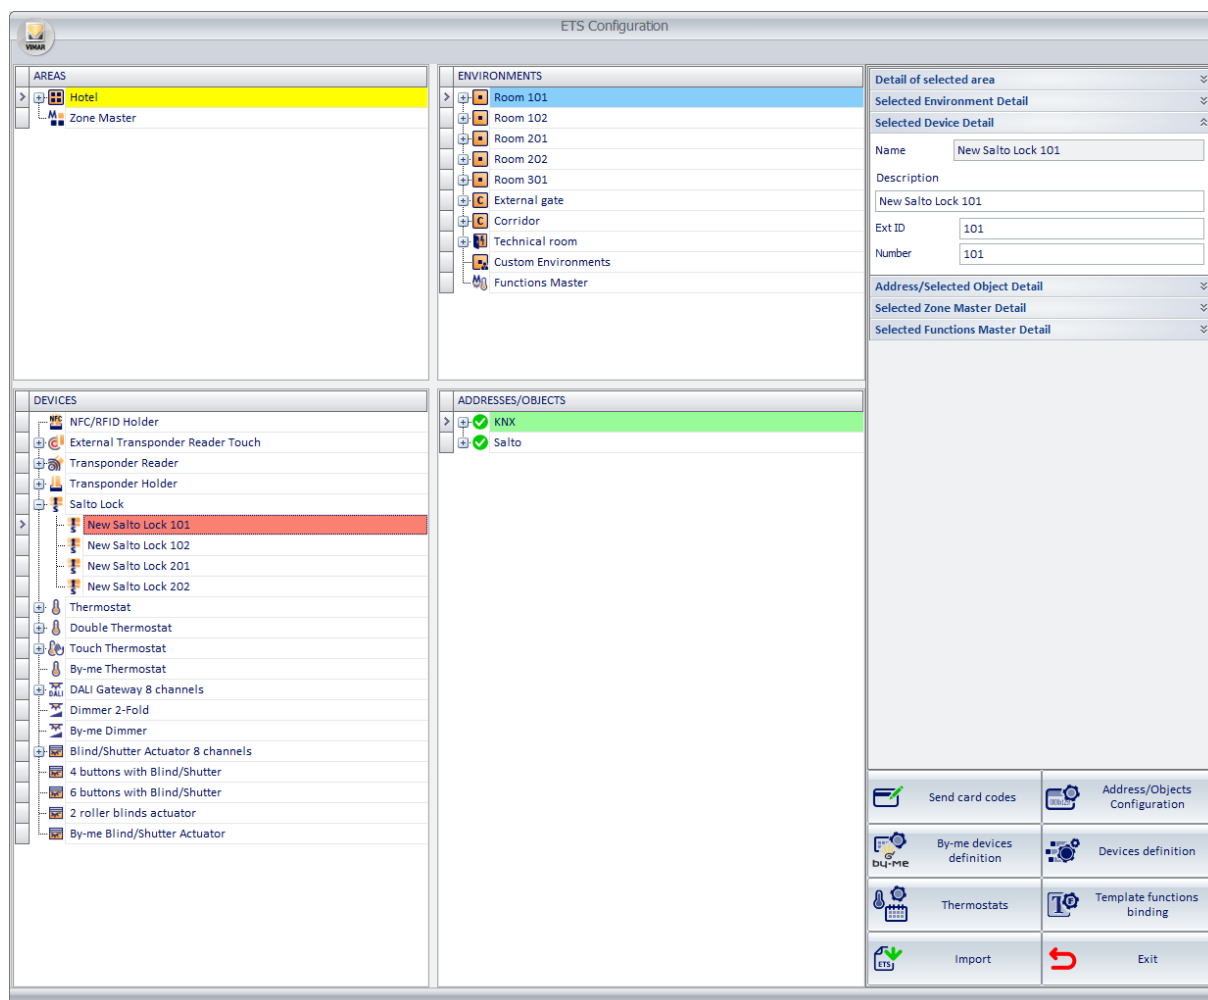 ETS Configuration
VIMAR
AREAS
Hotel
Zone Master
ENVIRONMENTS
Room 101
Room 102
Room 201
Room 202
Room 301
C External gate
C Corridor
Technical room
Custom Environments
Functions Master
Detail of selected area
Selected Environment Detail
Selected Device Detail
Name New Salto Lock 101
Description
New Salto Lock 101
Ext ID 101
Number 101
Address/Selected Object Detail
Selected Zone Master Detail
Selected Functions Master Detail
DEVICES
NFC NFC/RFID Holder
External Transponder Reader Touch
Transponder Reader
Transponder Holder
Salto Lock
New Salto Lock 101
New Salto Lock 102
New Salto Lock 201
New Salto Lock 202
Thermostat
Double Thermostat
Touch Thermostat
By-me Thermostat
DALI DALI Gateway 8 channels
Dimmer 2-Fold
By-me Dimmer
Blind/Shutter Actuator 8 channels
4 buttons with Blind/Shutter
6 buttons with Blind/Shutter
2 roller blinds actuator
By-me Blind/Shutter Actuator
ADDRESSES/OBJECTS
KNX
Salto
Send card codes
Address/Objects
Configuration
by-me
By-me devices
definition
Devices definition
Thermostats
Template functions
binding
ETS
Import
Exit